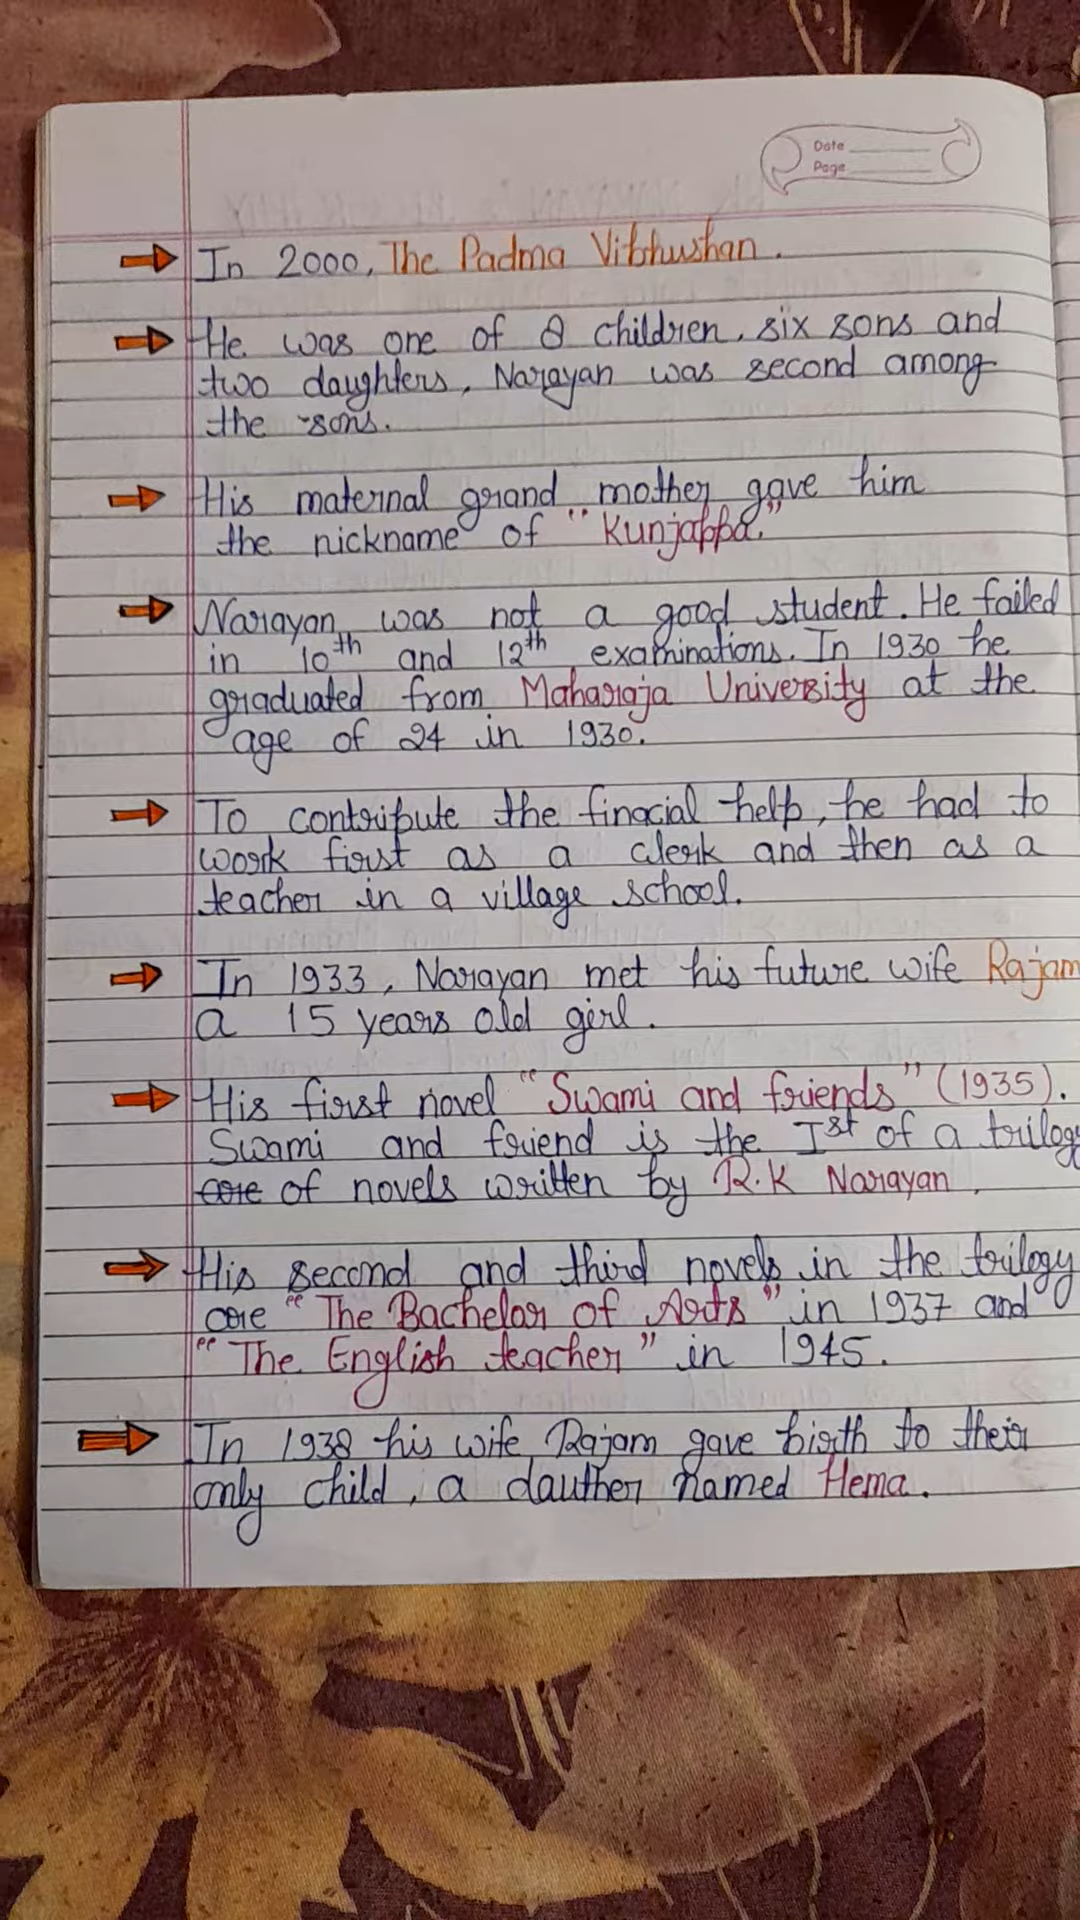 Date
Page
→ In 2000, The Padma Vibhushan.
→ He was one of 8 children, six sons and
two daughters, Narayan was second among
the sons.
→ His maternal grand mother gave him
the nickname of "Kunjappa."
→ Narayan was not a good student. He failed
in 10th and 12th examinations. In 1930 he
graduated from Maharaja University at the
age of 24 in 1930.
→ To contribute the finacial help, he had to
work first as a clerk and then as a
teacher in a village school.
→ In 1933, Narayan met his future wife Rajam
a 15 years old girl.
→ His first novel "Swami and friends" (1935).
Swami and friend is the Ist of a trilogy
of novels written by R.K Narayan.
→ His second and third novels in the trilogy
are "The Bachelor of Arts" in 1937 and
"The English teacher" in 1945.
→ In 1938 his wife Rajam gave birth to their
only child, a dauther named Hema.